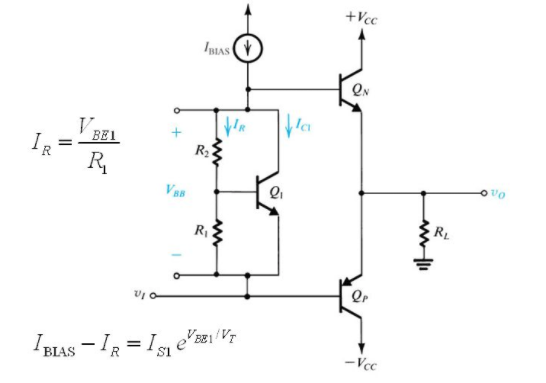 +V_CC
I_BIAS
Q_N
I_R
I_C1
I_R = V_BE1 / R_1
+
R_2
V_BB
Q_1
v_O
R_1
R_L
−
v_I
Q_P
I_BIAS − I_R = I_S1 e^(V_BE1/V_T)
−V_CC